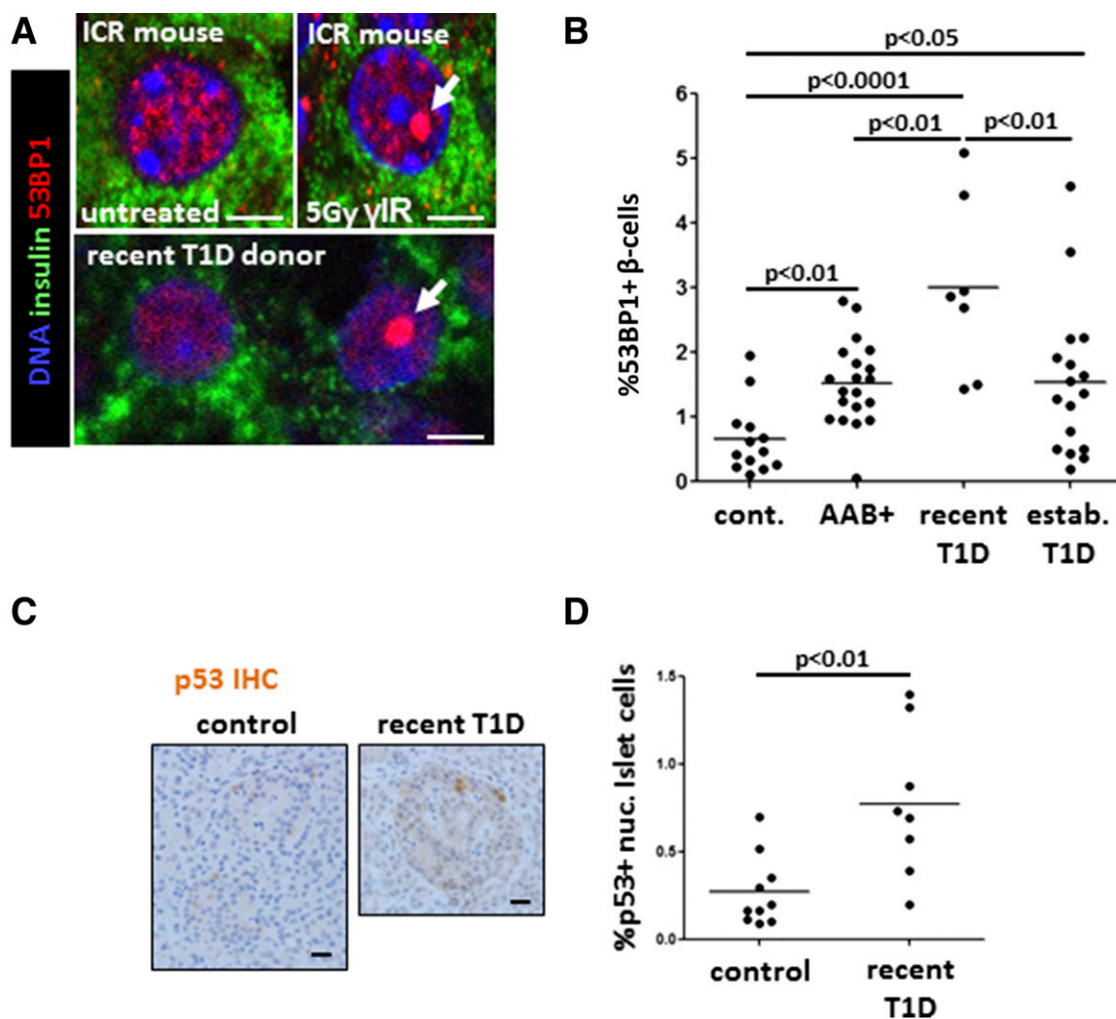 A
DNA insulin 53BP1
ICR mouse
untreated
ICR mouse
5Gy γIR
recent T1D donor
B
p<0.05
p<0.0001
p<0.01
p<0.01
p<0.01
%53BP1+ β-cells
6
5
4
3
2
1
0
cont.
AAB+
recent
T1D
estab.
T1D
C
p53 IHC
control
recent T1D
D
p<0.01
%p53+ nuc. Islet cells
1.5
1.0
0.5
0.0
control
recent
T1D